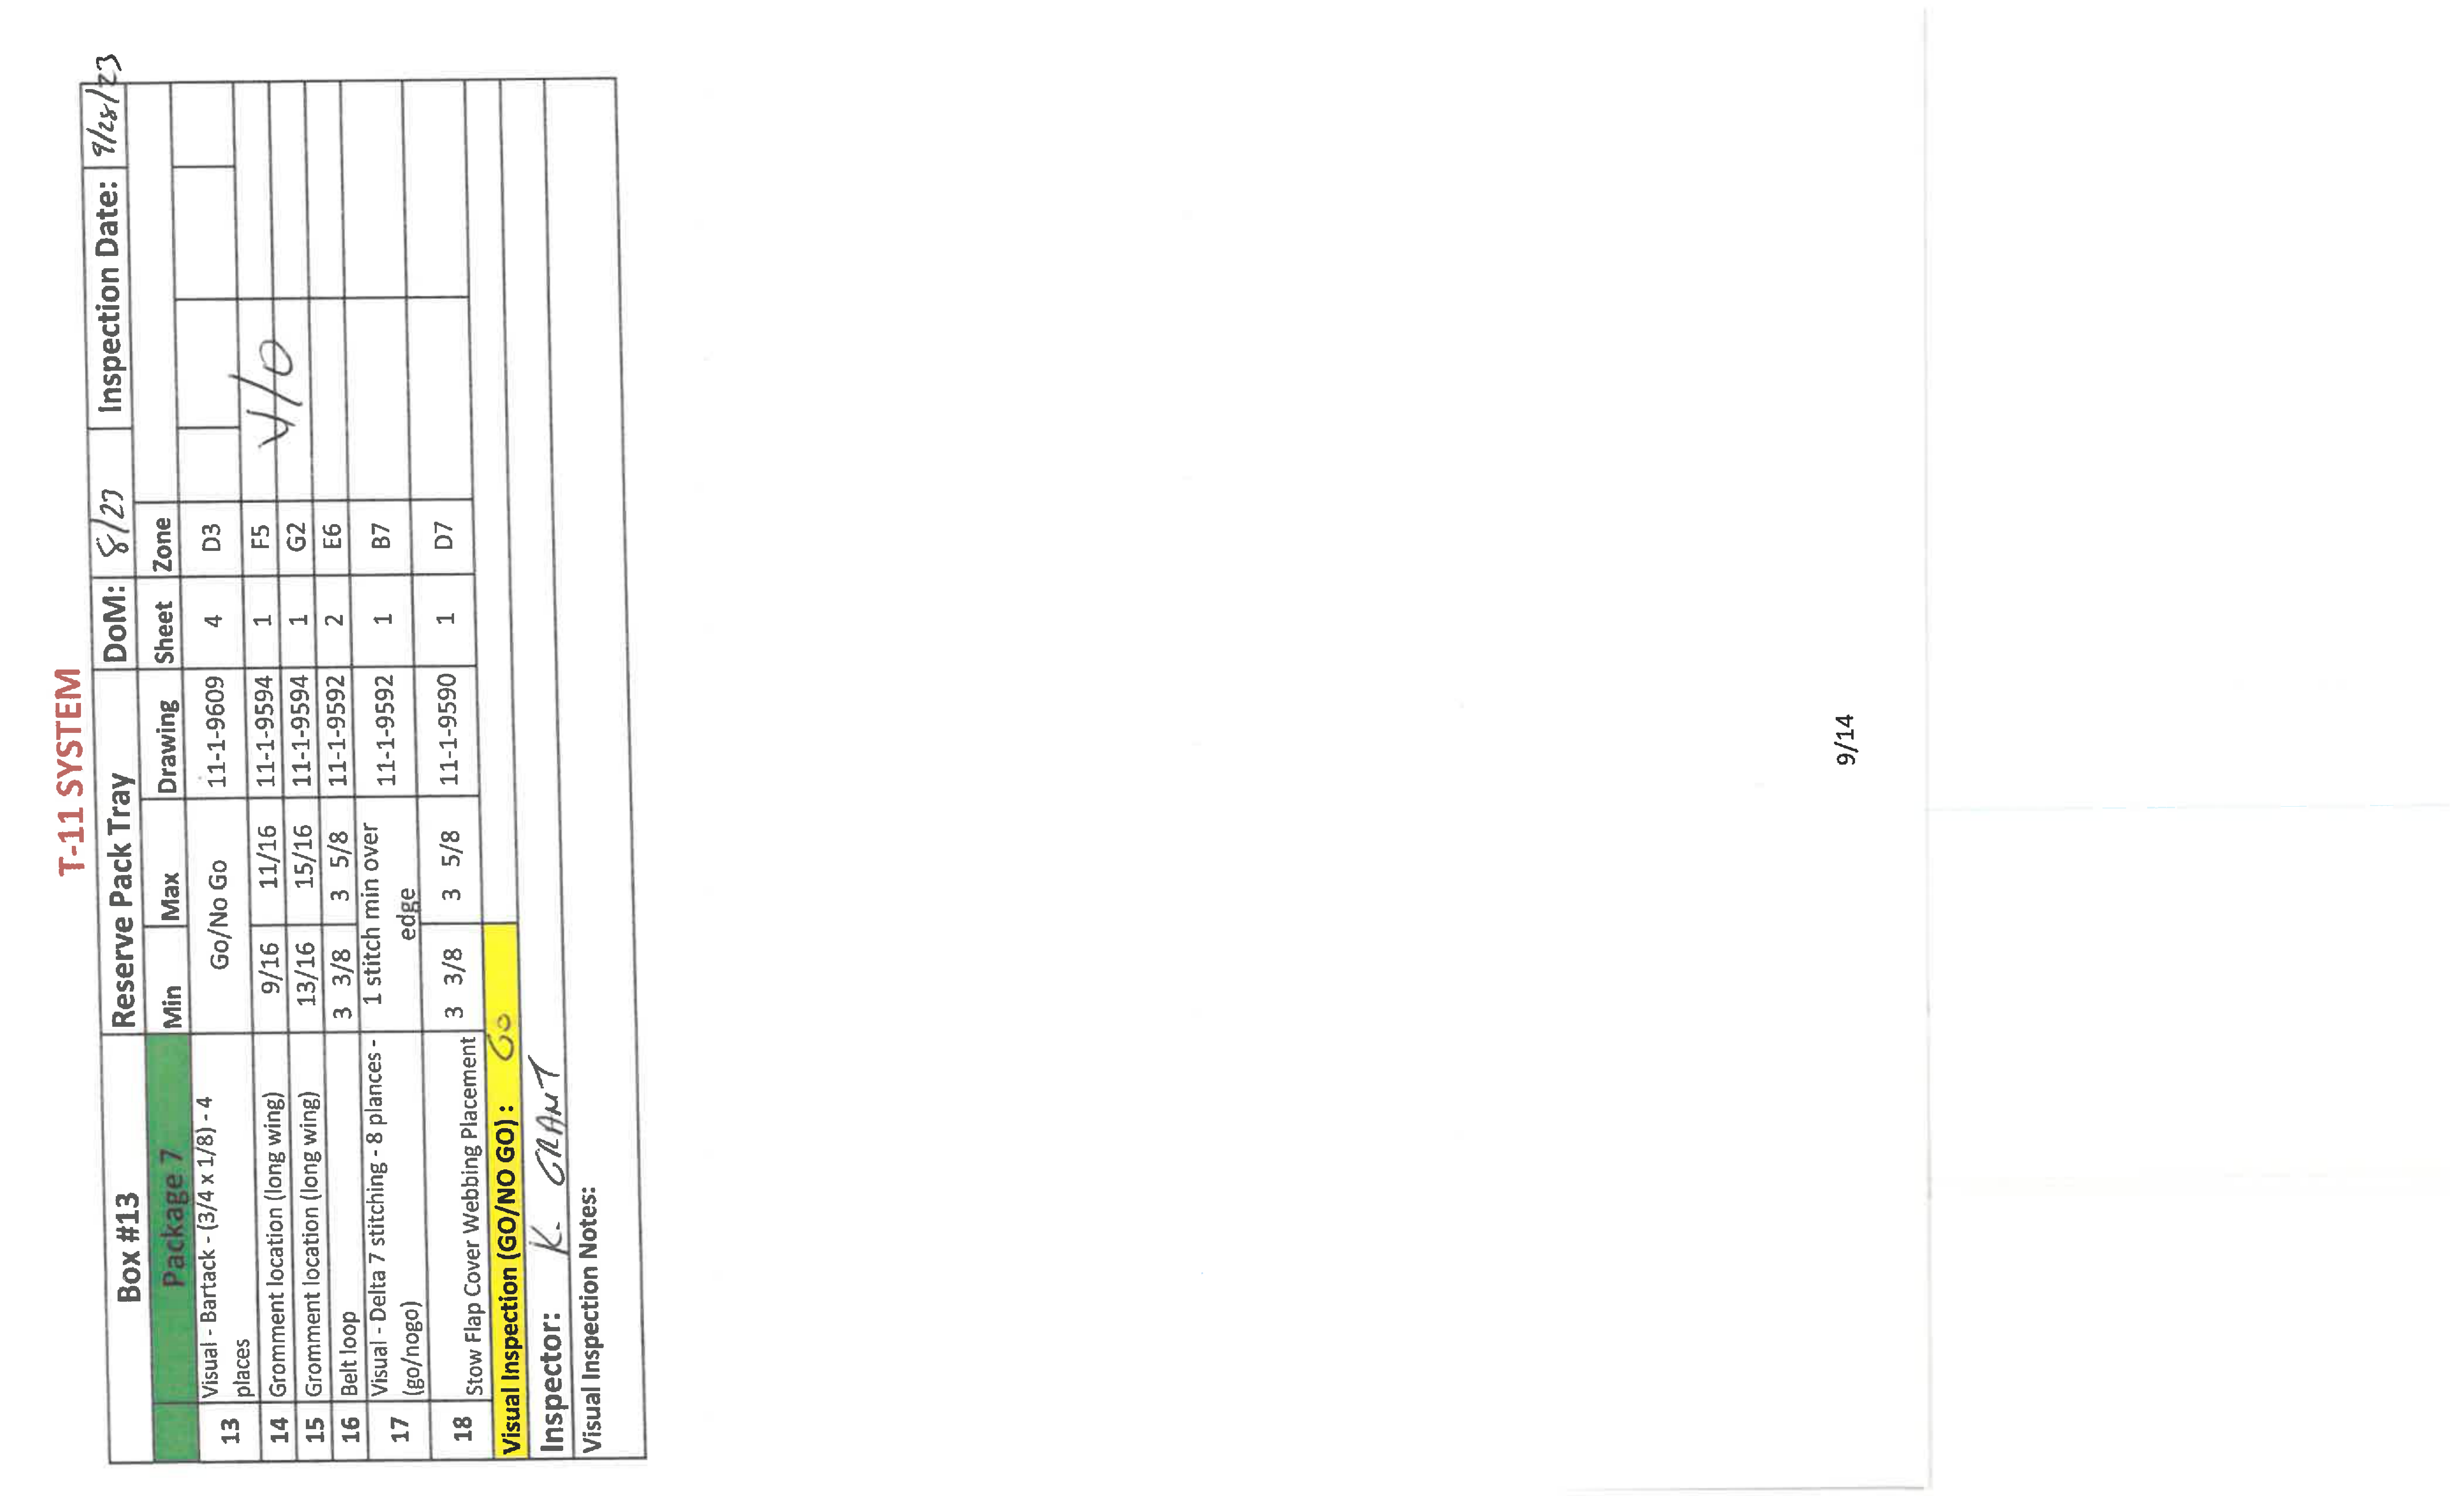 T-11 SYSTEM
Box #13 Reserve Pack Tray DoM: 8/23 Inspection Date: 9/28/23
Package 7 Min Max Drawing Sheet Zone
13 Visual - Bartack - (3/4 x 1/8) - 4 places Go/No Go 11-1-9609 4 D3
14 Gromment location (long wing) 9/16 11/16 11-1-9594 1 F5
15 Gromment location (long wing) 13/16 15/16 11-1-9594 1 G2
16 Belt loop 3 3/8 3 5/8 11-1-9592 2 E6
17 Visual - Delta 7 stitching - 8 plances - (go/nogo) 1 stitch min over edge 11-1-9592 1 B7
18 Stow Flap Cover Webbing Placement 3 3/8 3 5/8 11-1-9590 1 D7
Visual Inspection (GO/NO GO) : GO
Inspector: K. GRANT
Visual Inspection Notes:
9/14